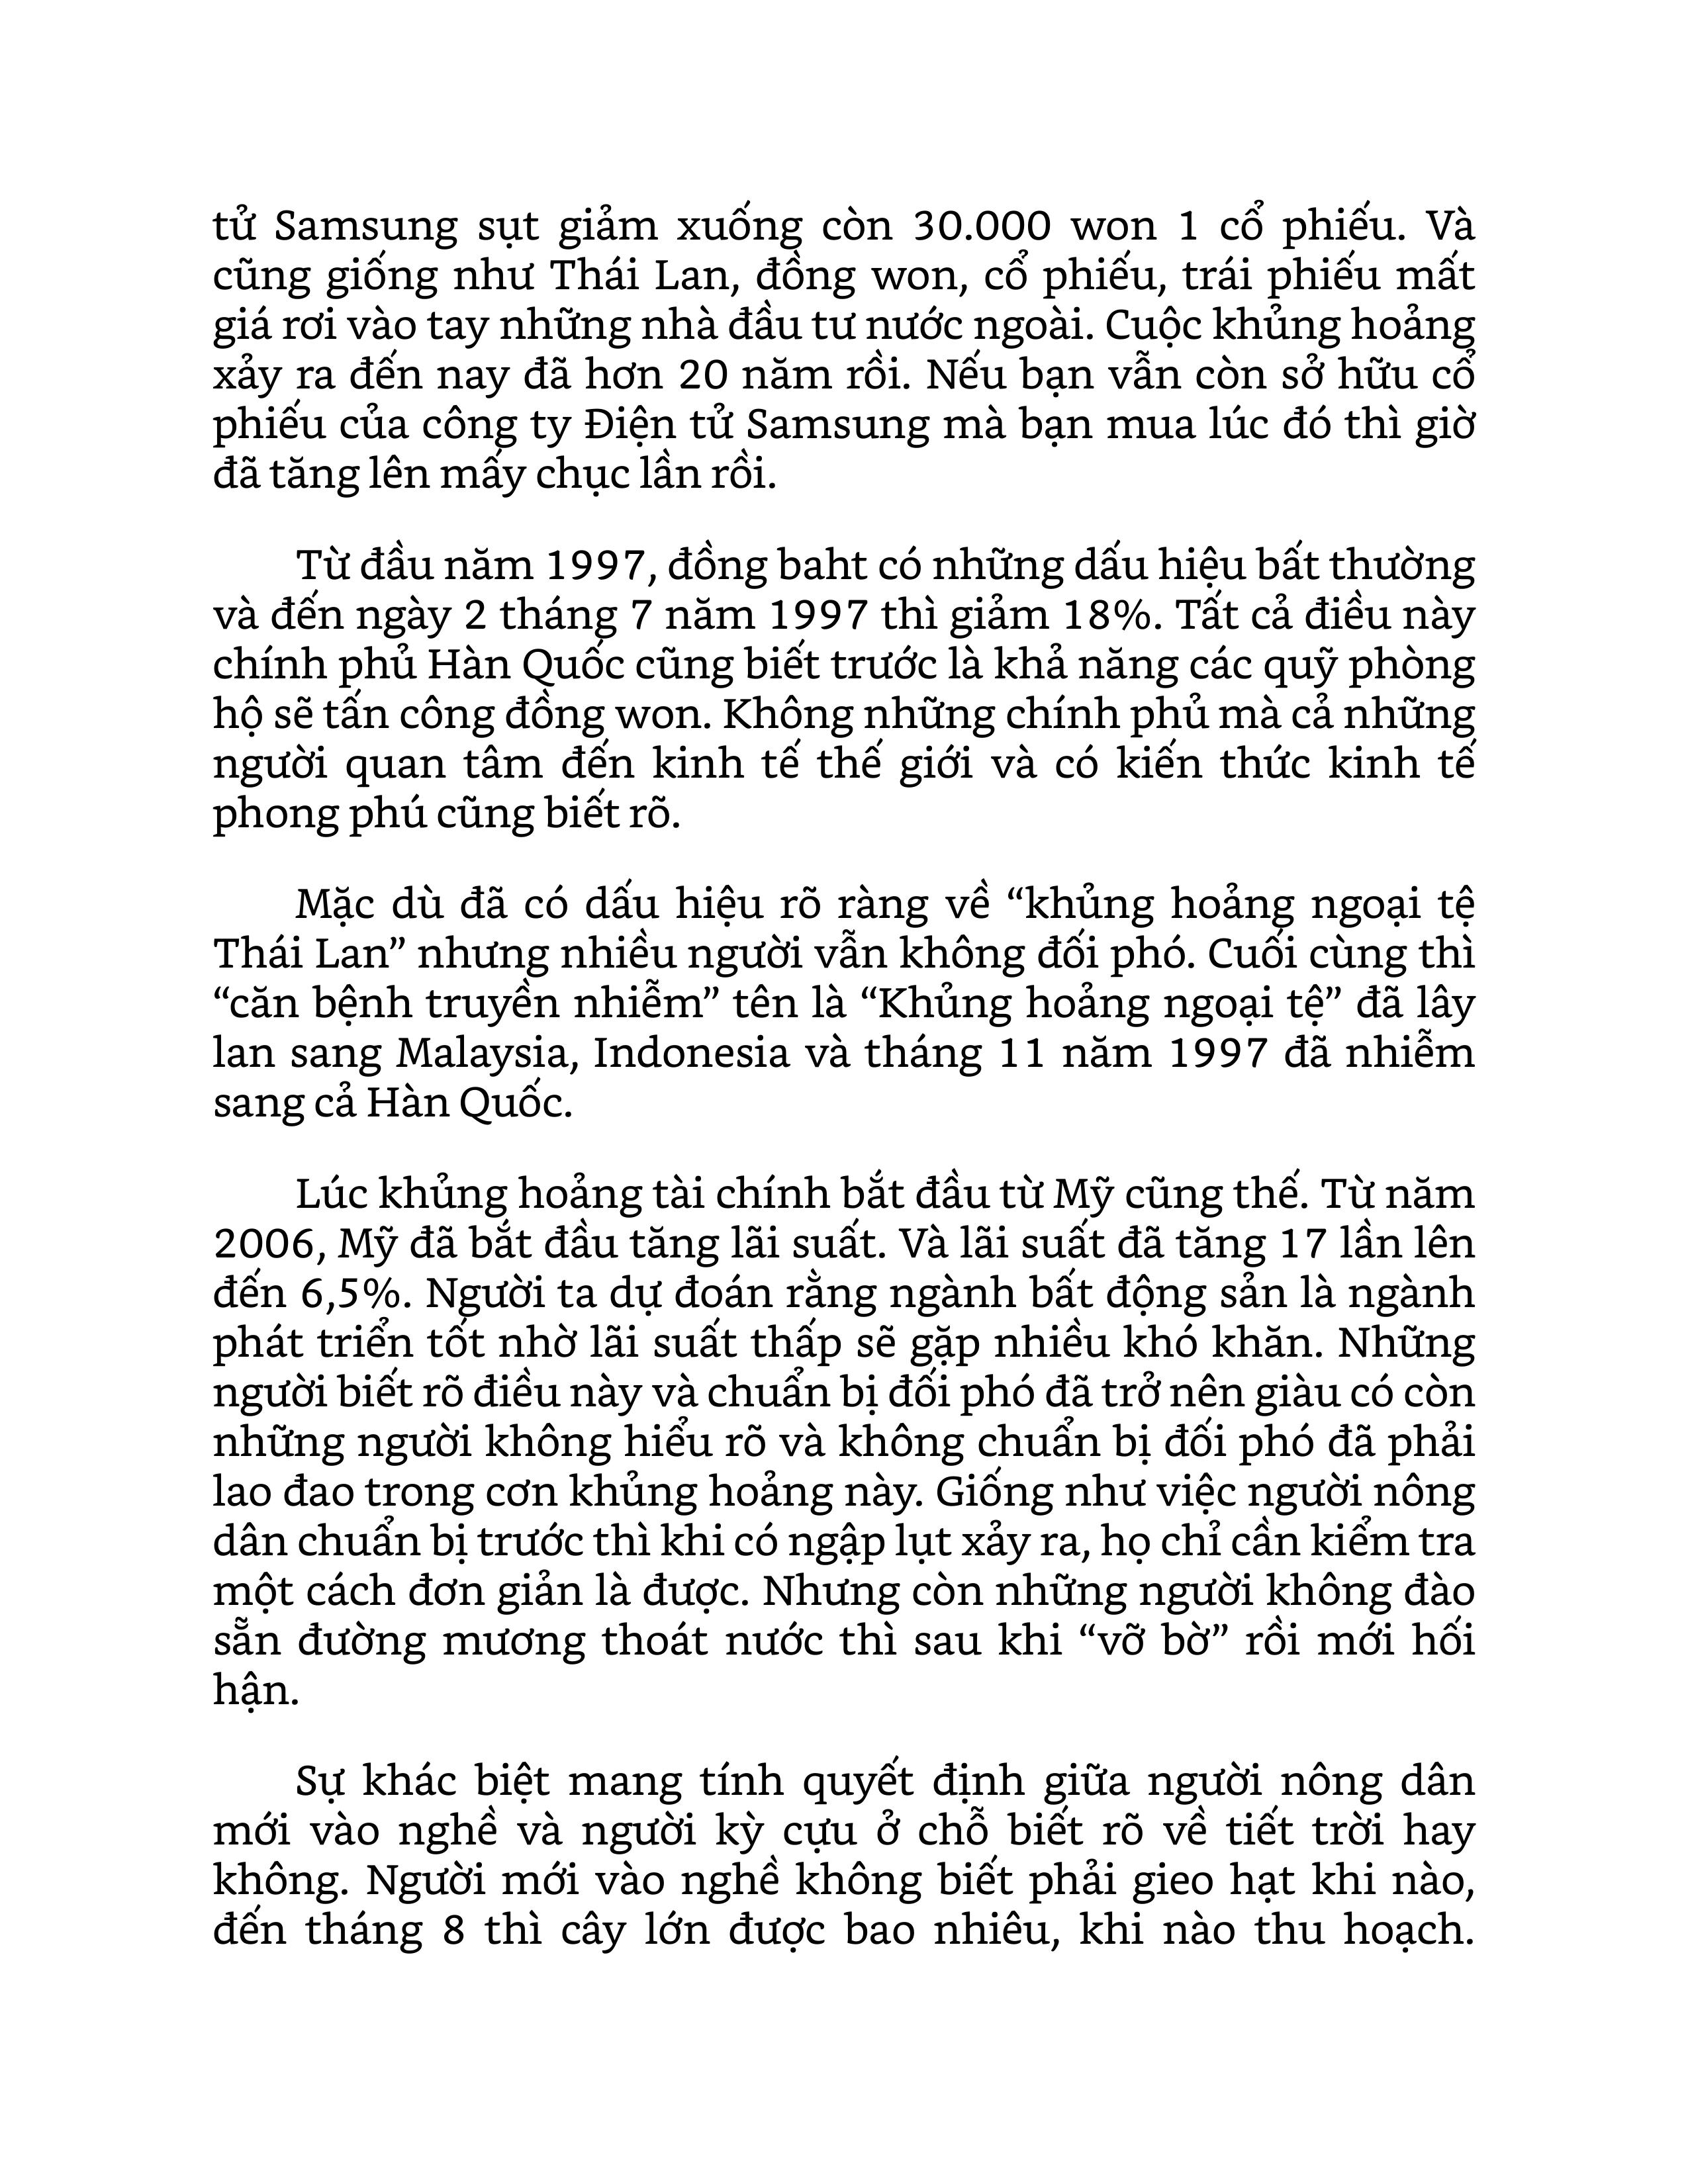 tử Samsung sụt giảm xuống còn 30.000 won 1 cổ phiếu. Và
cũng giống như Thái Lan, đồng won, cổ phiếu, trái phiếu mất
giá rơi vào tay những nhà đầu tư nước ngoài. Cuộc khủng hoảng
xảy ra đến nay đã hơn 20 năm rồi. Nếu bạn vẫn còn sở hữu cổ
phiếu của công ty Điện tử Samsung mà bạn mua lúc đó thì giờ
đã tăng lên mấy chục lần rồi.
Từ đầu năm 1997, đồng baht có những dấu hiệu bất thường
và đến ngày 2 tháng 7 năm 1997 thì giảm 18%. Tất cả điều này
chính phủ Hàn Quốc cũng biết trước là khả năng các quỹ phòng
hộ sẽ tấn công đồng won. Không những chính phủ mà cả những
người quan tâm đến kinh tế thế giới và có kiến thức kinh tế
phong phú cũng biết rõ.
Mặc dù đã có dấu hiệu rõ ràng về “khủng hoảng ngoại tệ
Thái Lan” nhưng nhiều người vẫn không đối phó. Cuối cùng thì
“căn bệnh truyền nhiễm” tên là “Khủng hoảng ngoại tệ” đã lây
lan sang Malaysia, Indonesia và tháng 11 năm 1997 đã nhiễm
sang cả Hàn Quốc.
Lúc khủng hoảng tài chính bắt đầu từ Mỹ cũng thế. Từ năm
2006, Mỹ đã bắt đầu tăng lãi suất. Và lãi suất đã tăng 17 lần lên
đến 6,5%. Người ta dự đoán rằng ngành bất động sản là ngành
phát triển tốt nhờ lãi suất thấp sẽ gặp nhiều khó khăn. Những
người biết rõ điều này và chuẩn bị đối phó đã trở nên giàu có còn
những người không hiểu rõ và không chuẩn bị đối phó đã phải
lao đao trong cơn khủng hoảng này. Giống như việc người nông
dân chuẩn bị trước thì khi có ngập lụt xảy ra, họ chỉ cần kiểm tra
một cách đơn giản là được. Nhưng còn những người không đào
sẵn đường mương thoát nước thì sau khi “vỡ bờ” rồi mới hối
hận.
Sự khác biệt mang tính quyết định giữa người nông dân
mới vào nghề và người kỳ cựu ở chỗ biết rõ về tiết trời hay
không. Người mới vào nghề không biết phải gieo hạt khi nào,
đến tháng 8 thì cây lớn được bao nhiêu, khi nào thu hoạch.